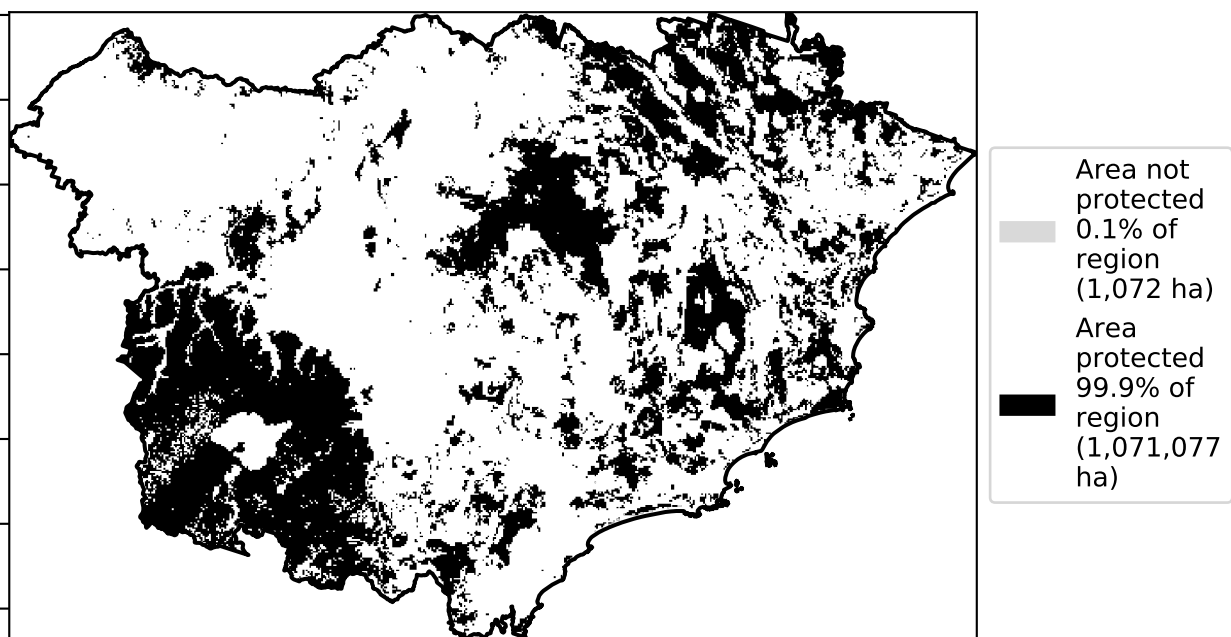 Area not
protected
0.1% of
region
(1,072 ha)
Area
protected
99.9% of
region
(1,071,077
ha)